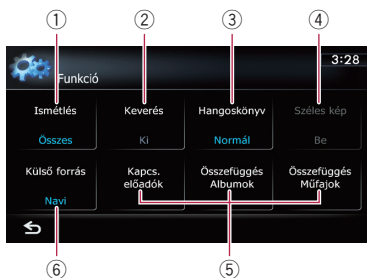 ① ② ③ ④
3:28
Funkció
Ismétlés Keverés Hangoskönyv Széles kép
Összes Ki Normál Be
Külső forrás Kapcs. Összefüggés Összefüggés
előadók Albumok Műfajok
Navi
⑥ ⑤